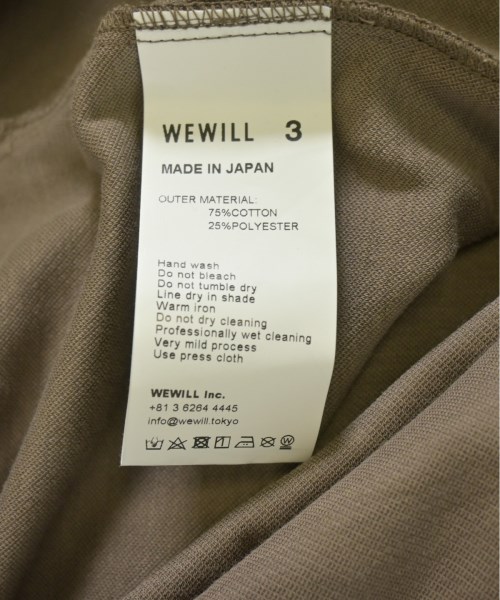 WEWILL 3
MADE IN JAPAN
OUTER MATERIAL:
75%COTTON
25%POLYESTER
Hand wash
Do not bleach
Do not tumble dry
Line dry in shade
Warm iron
Do not dry cleaning
Professionally wet cleaning
Very mild process
Use press cloth
WEWILL Inc.
+81 3 6264 4445
info@wewill.tokyo